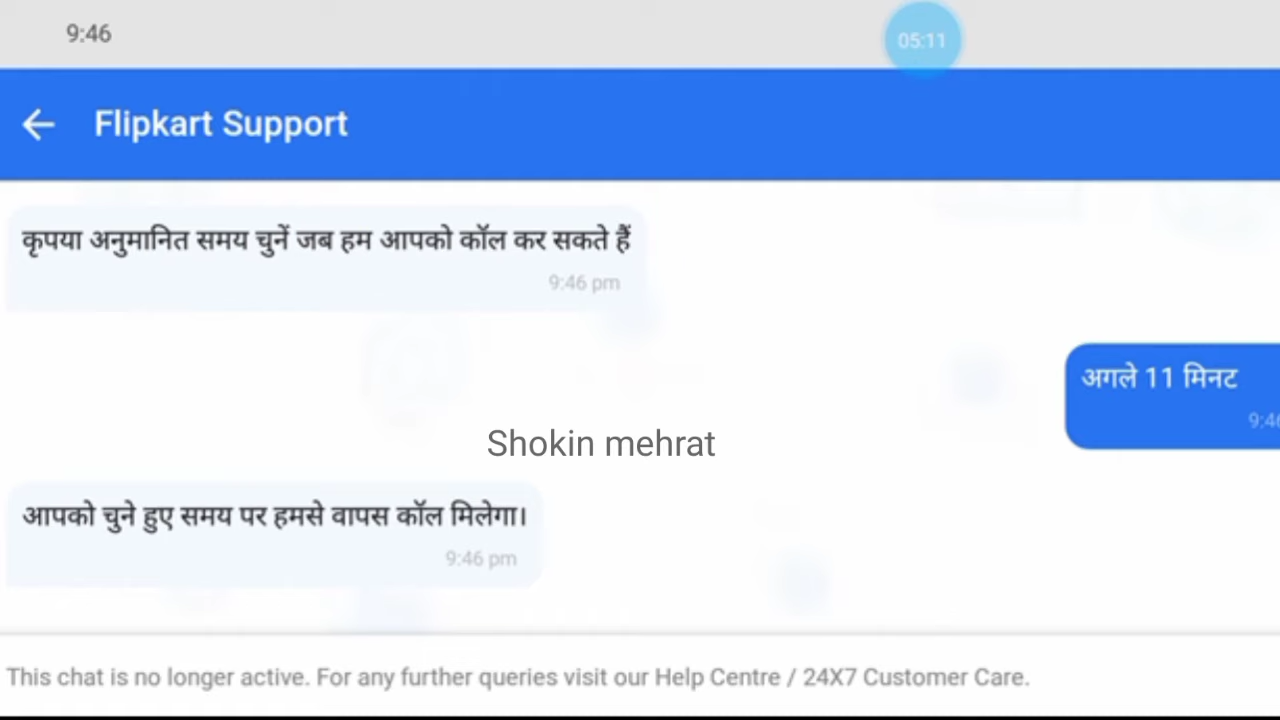 9:46
05:11
Flipkart Support
कृपया अनुमानित समय चुनें जब हम आपको कॉल कर सकते हैं
9:46 pm
अगले 11 मिनट
9:46
Shokin mehrat
आपको चुने हुए समय पर हमसे वापस कॉल मिलेगा।
9:46 pm
This chat is no longer active. For any further queries visit our Help Centre / 24X7 Customer Care.